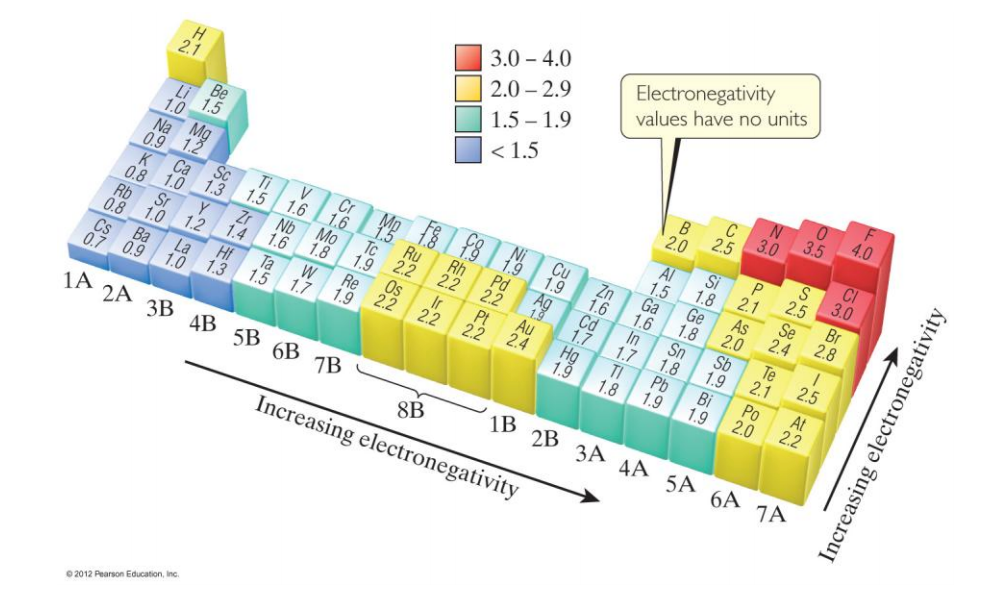 H
2.1
Li
1.0
Be
1.5
B
2.0
C
2.5
N
3.0
O
3.5
F
4.0
Na
0.9
Mg
1.2
Al
1.5
Si
1.8
P
2.1
S
2.5
Cl
3.0
K
0.8
Ca
1.0
Sc
1.3
Ti
1.5
V
1.6
Cr
1.6
Mn
1.5
Fe
1.8
Co
1.9
Ni
1.9
Cu
1.9
Zn
1.6
Ga
1.6
Ge
1.8
As
2.0
Se
2.4
Br
2.8
Rb
0.8
Sr
1.0
Y
1.2
Zr
1.4
Nb
1.6
Mo
1.8
Tc
1.9
Ru
2.2
Rh
2.2
Pd
2.2
Ag
1.9
Cd
1.7
In
1.7
Sn
1.8
Sb
1.9
Te
2.1
I
2.5
Cs
0.7
Ba
0.9
La
1.0
Hf
1.3
Ta
1.5
W
1.7
Re
1.9
Os
2.2
Ir
2.2
Pt
2.2
Au
2.4
Hg
1.9
Ti
1.8
Pb
1.9
Bi
1.9
Po
2.0
At
2.2
3.0 – 4.0
2.0 – 2.9
1.5 – 1.9
< 1.5
Electronegativity
values have no units
1A
2A
3B
4B
5B
6B
7B
8B
1B
2B
3A
4A
5A
6A
7A
Increasing electronegativity
Increasing electronegativity
© 2012 Pearson Education, Inc.